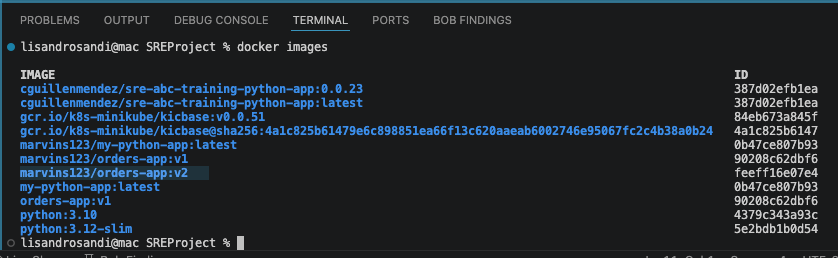 PROBLEMS OUTPUT DEBUG CONSOLE TERMINAL PORTS BOB FINDINGS
lisandrosandi@mac SREProject % docker images
IMAGE ID
cguillenmendez/sre-abc-training-python-app:0.0.23 387d02efb1ea
cguillenmendez/sre-abc-training-python-app:latest 387d02efb1ea
gcr.io/k8s-minikube/kicbase:v0.0.51 84eb673a845f
gcr.io/k8s-minikube/kicbase@sha256:4a1c825b61479e6c898851ea66f13c620aaeab6002746e95067fc2c4b38a0b24 4a1c825b6147
marvins123/my-python-app:latest 0b47ce807b93
marvins123/orders-app:v1 90208c62dbf6
marvins123/orders-app:v2 feeff16e07e4
my-python-app:latest 0b47ce807b93
orders-app:v1 90208c62dbf6
python:3.10 4379c343a93c
python:3.12-slim 5e2bdb1b0d54
lisandrosandi@mac SREProject %